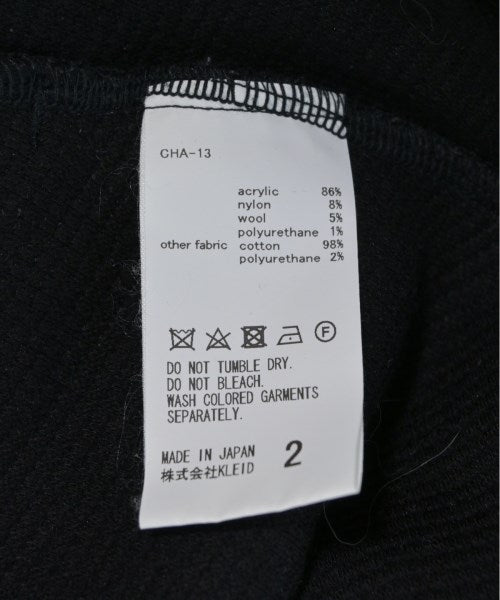 CHA-13
acrylic 86%
nylon 8%
wool 5%
polyurethane 1%
other fabric cotton 98%
polyurethane 2%
F
DO NOT TUMBLE DRY.
DO NOT BLEACH.
WASH COLORED GARMENTS
SEPARATELY.
MADE IN JAPAN 2
株式会社KLEID